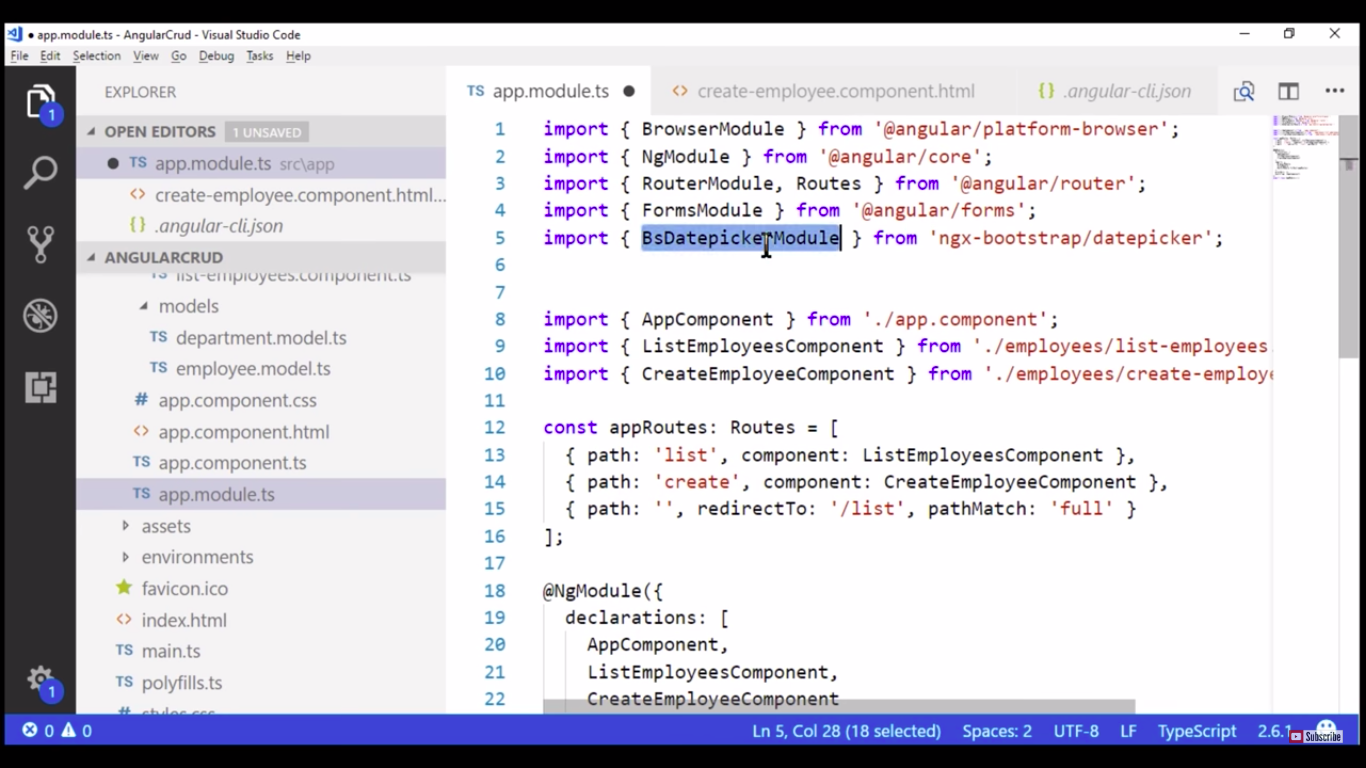 app.module.ts - AngularCrud - Visual Studio Code
File Edit Selection View Go Debug Tasks Help
EXPLORER
OPEN EDITORS 1 UNSAVED
TS app.module.ts src\app
<> create-employee.component.html...
{} .angular-cli.json
ANGULARCRUD
list-employees.component.ts
models
TS department.model.ts
TS employee.model.ts
# app.component.css
<> app.component.html
TS app.component.ts
TS app.module.ts
assets
environments
favicon.ico
<> index.html
TS main.ts
TS polyfills.ts
# styles.css
1
1
TS app.module.ts
<> create-employee.component.html
{} .angular-cli.json
1 import { BrowserModule } from '@angular/platform-browser';
2 import { NgModule } from '@angular/core';
3 import { RouterModule, Routes } from '@angular/router';
4 import { FormsModule } from '@angular/forms';
5 import { BsDatepickerModule } from 'ngx-bootstrap/datepicker';
6
7
8 import { AppComponent } from './app.component';
9 import { ListEmployeesComponent } from './employees/list-employees
10 import { CreateEmployeeComponent } from './employees/create-employe
11
12 const appRoutes: Routes = [
13 { path: 'list', component: ListEmployeesComponent },
14 { path: 'create', component: CreateEmployeeComponent },
15 { path: '', redirectTo: '/list', pathMatch: 'full' }
16 ];
17
18 @NgModule({
19 declarations: [
20 AppComponent,
21 ListEmployeesComponent,
22 CreateEmployeeComponent
0 0 Ln 5, Col 28 (18 selected) Spaces: 2 UTF-8 LF TypeScript 2.6.1
Subscribe